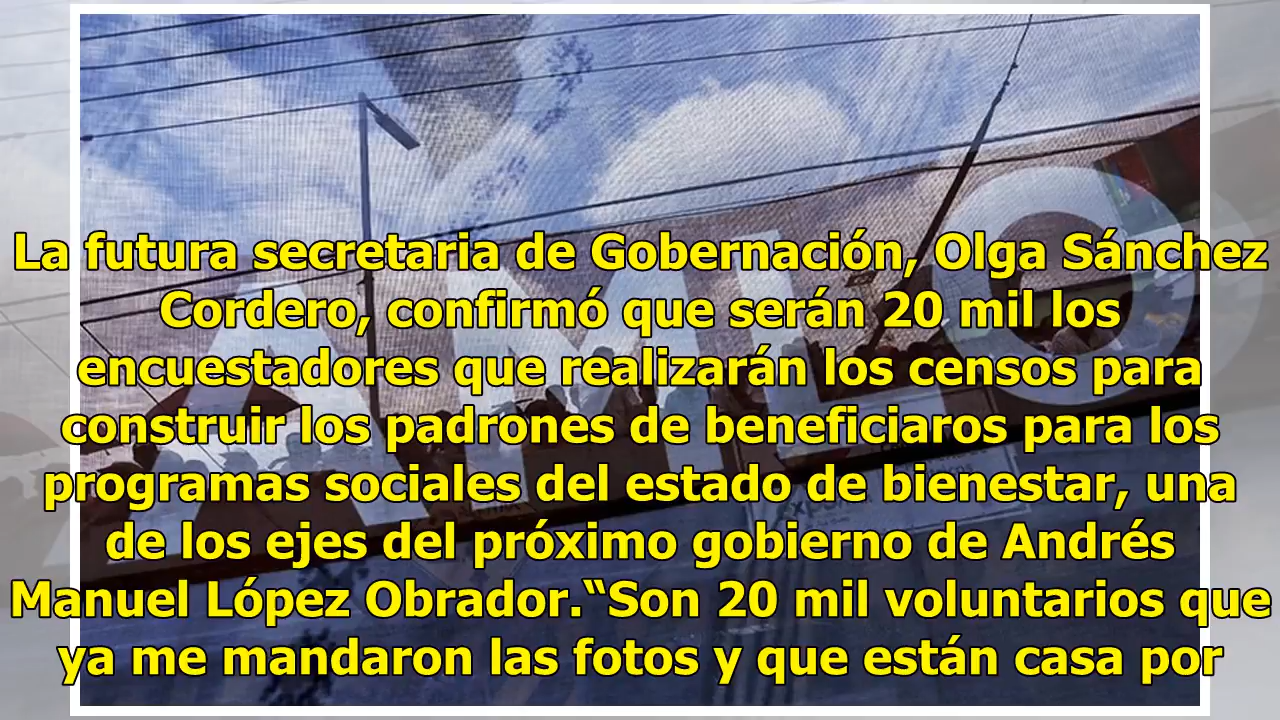 AMLO
La futura secretaria de Gobernación, Olga Sánchez
Cordero, confirmó que serán 20 mil los
encuestadores que realizarán los censos para
construir los padrones de beneficiaros para los
programas sociales del estado de bienestar, una
de los ejes del próximo gobierno de Andrés
Manuel López Obrador.“Son 20 mil voluntarios que
ya me mandaron las fotos y que están casa por